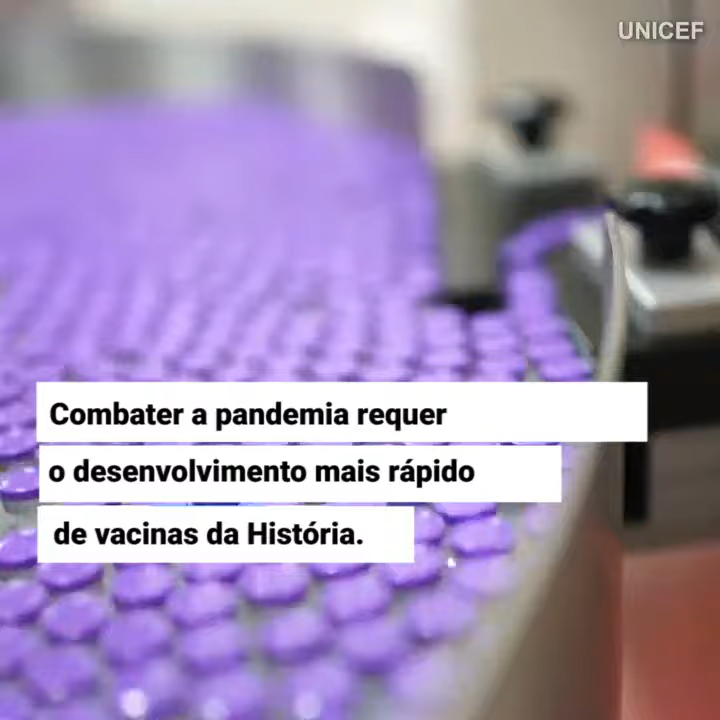 UNICEF
Combater a pandemia requer
o desenvolvimento mais rápido
de vacinas da História.